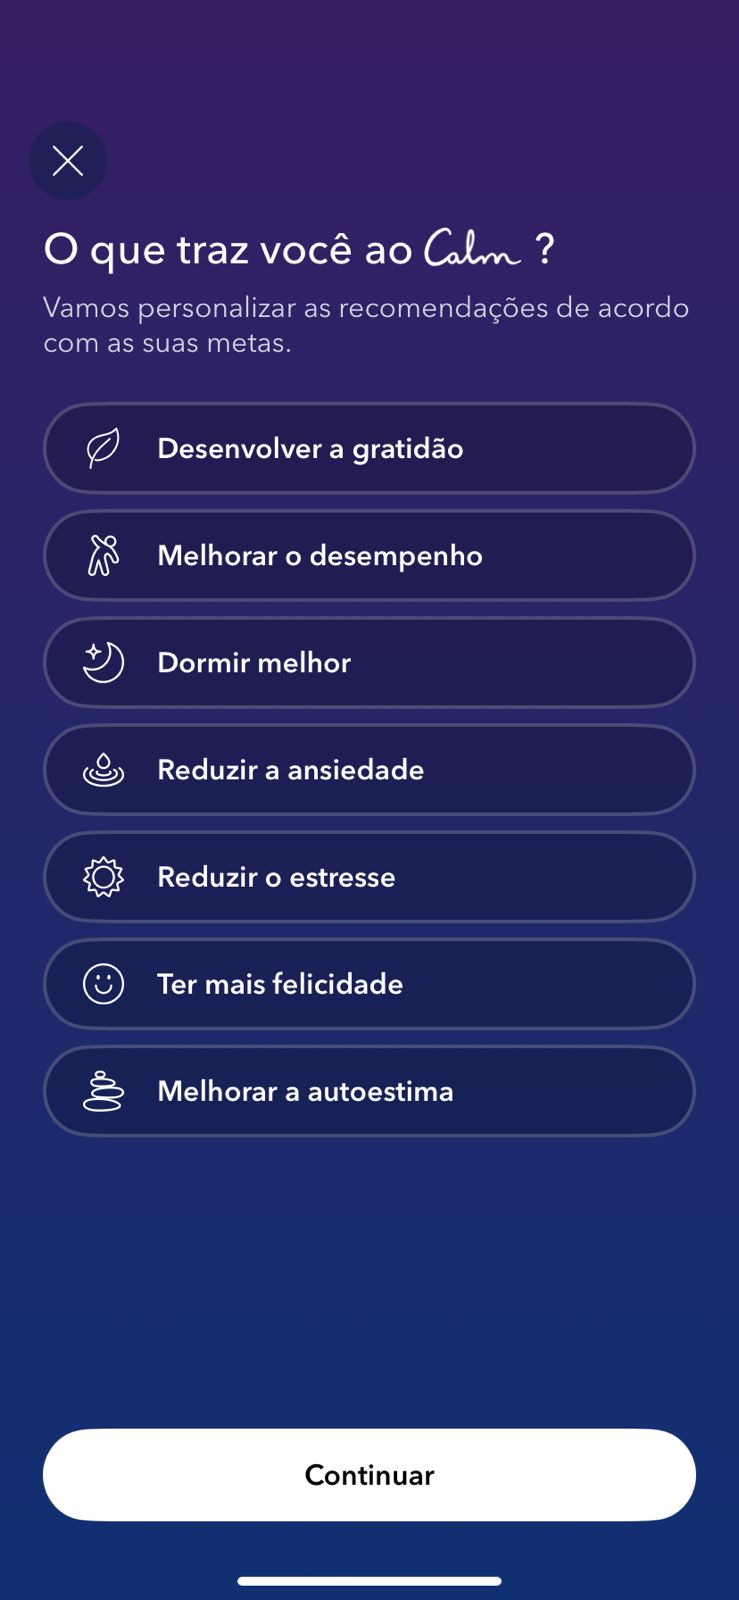 O que traz você ao Calm ?
Vamos personalizar as recomendações de acordo
com as suas metas.
Desenvolver a gratidão
Melhorar o desempenho
Dormir melhor
Reduzir a ansiedade
Reduzir o estresse
Ter mais felicidade
Melhorar a autoestima
Continuar